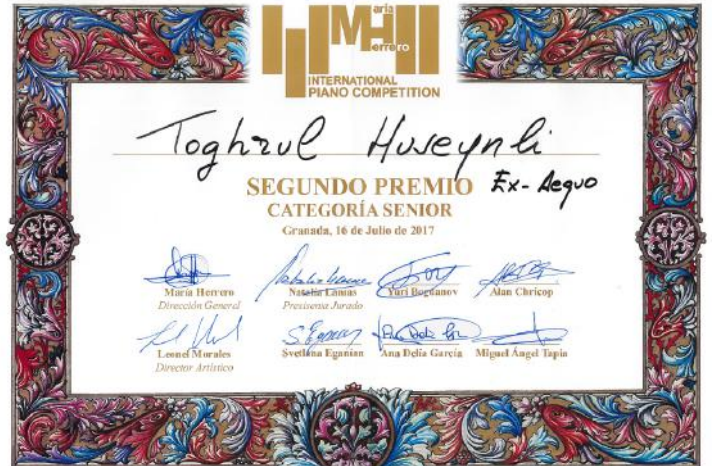 Maria
Herrero
INTERNATIONAL
PIANO COMPETITION
Toghrul Huseynli
SEGUNDO PREMIO Ex-Aequo
CATEGORÍA SENIOR
Granada, 16 de Julio de 2017
María Herrero Natalia Lamas Yuri Bogdanov Alan Chricop
Dirección General Presisenta Jurado
Leonel Morales Svetlana Eganian Ana Delia García Miguel Ángel Tapia
Director Artístico